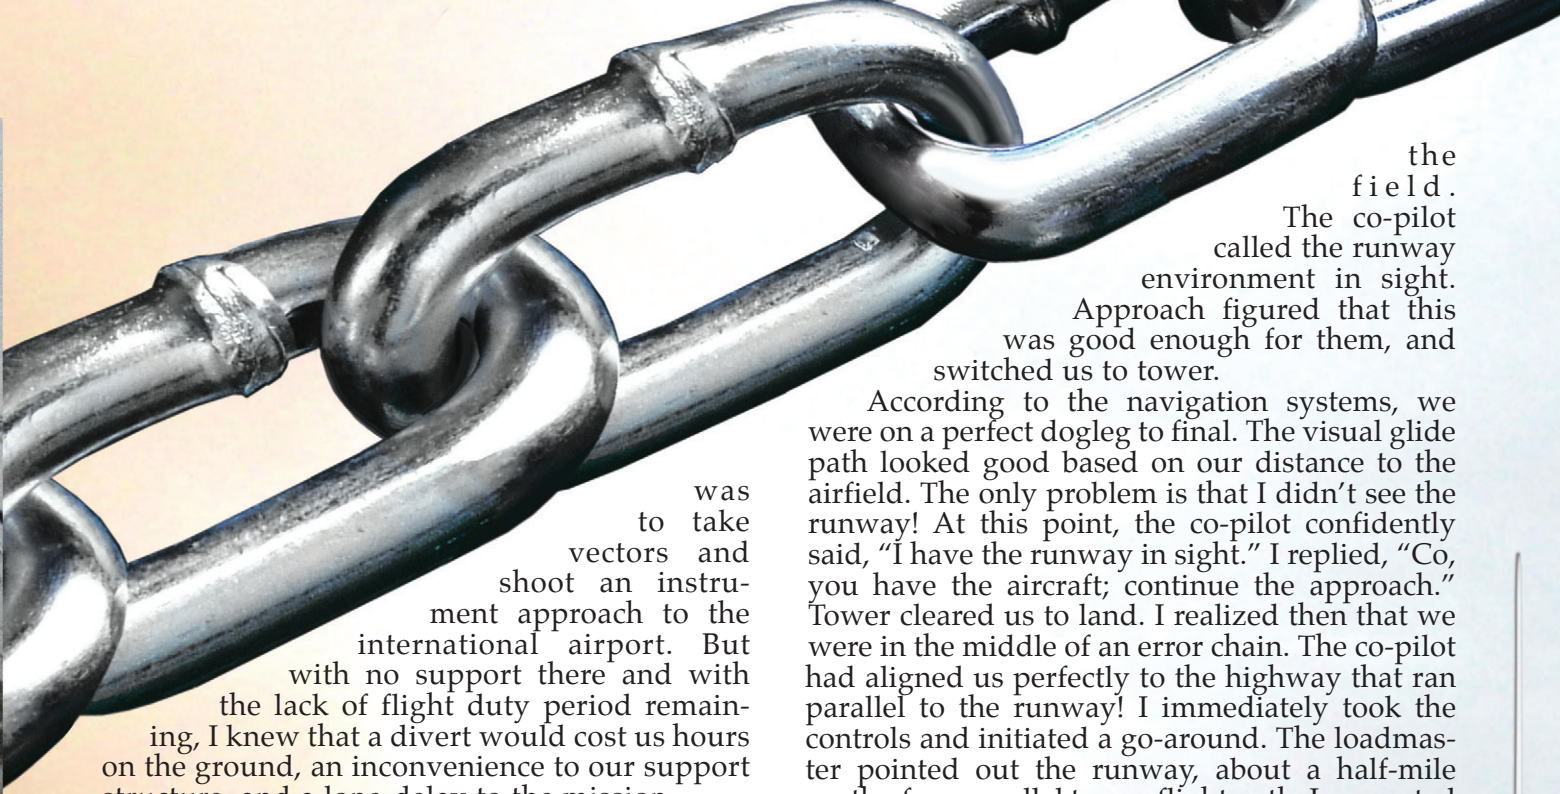 was
to take
vectors and
shoot an instru-
ment approach to the
international airport. But
with no support there and with
the lack of flight duty period remain-
ing, I knew that a divert would cost us hours
on the ground, an inconvenience to our support
structure, and a long delay to the mission.
the
field.
The co-pilot
called the runway
environment in sight.
Approach figured that this
was good enough for them, and
switched us to tower.
According to the navigation systems, we
were on a perfect dogleg to final. The visual glide
path looked good based on our distance to the
airfield. The only problem is that I didn’t see the
runway! At this point, the co-pilot confidently
said, “I have the runway in sight.” I replied, “Co,
you have the aircraft; continue the approach.”
Tower cleared us to land. I realized then that we
were in the middle of an error chain. The co-pilot
had aligned us perfectly to the highway that ran
parallel to the runway! I immediately took the
controls and initiated a go-around. The loadmas-
ter pointed out the runway, about a half-mile